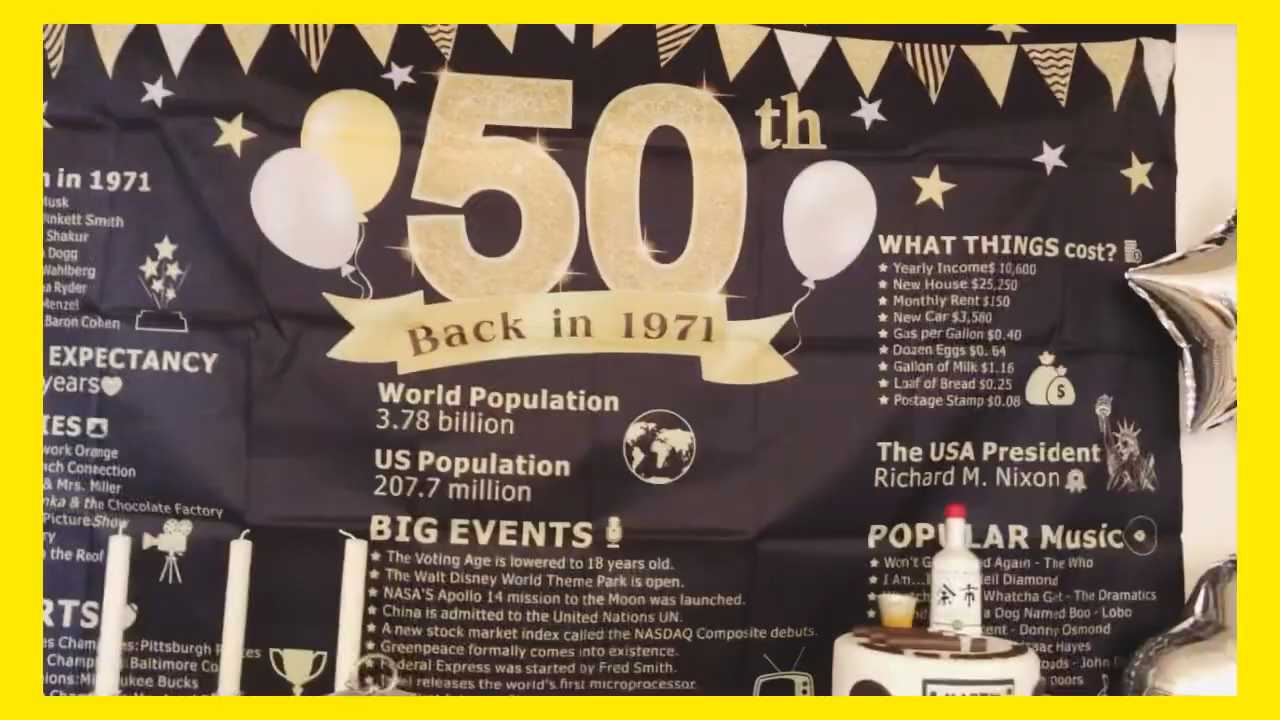 50th
Back in 1971
in 1971
Musk
Pinkett Smith
Shakur
Dogg
Wahlberg
Ryder
Menzel
Baron Cohen
EXPECTANCY
years
work Orange
Connection
& Mrs. Miller
& the Chocolate Factory
Picture Show
the Roof
Pittsburgh
Baltimore
Bucks
World Population
3.78 billion
US Population
207.7 million
BIG EVENTS
The Voting Age is lowered to 18 years old.
The Walt Disney World Theme Park is open.
NASA'S Apollo 14 mission to the Moon was launched.
China is admitted to the United Nations UN.
A new stock market index called the NASDAQ Composite debuts.
Greenpeace formally comes into existence.
Federal Express was started by Fred Smith.
releases the world's first microprocessor.
WHAT THINGS cost?
Yearly Income$ 10,600
New House $25,250
Monthly Rent $150
New Car $3,580
Gas per Gallon $0.40
Dozen Eggs $0.64
Gallon of Milk $1.16
Loaf of Bread $0.25
Postage Stamp $0.08
$
The USA President
Richard M. Nixon
POPULAR Music
Won't Again - The Who
I Am... Neil Diamond
Whatcha Get - The Dramatics
a Dog Named Boo - Lobo
Donny Osmond
Isaac Hayes
John
Doors
余市